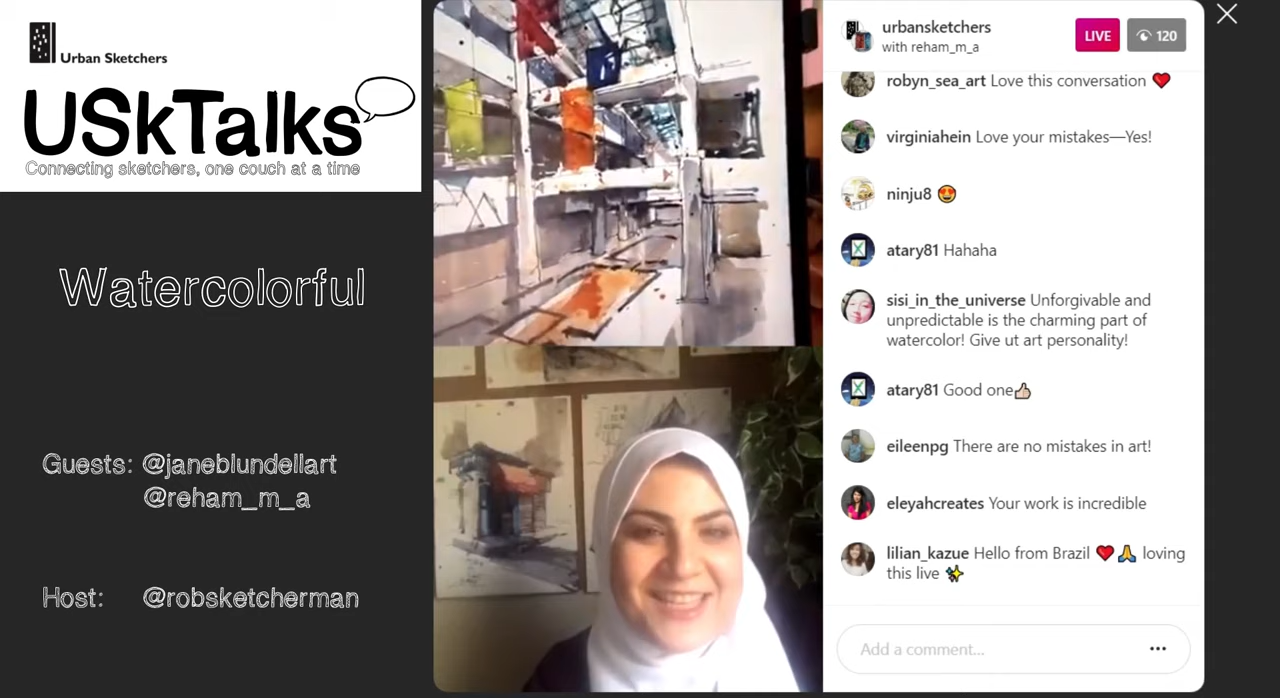 Urban Sketchers
USkTalks
Connecting sketchers, one couch at a time
Watercolorful
Guests: @janeblundellart
@reham_m_a
Host: @robsketcherman
urbansketchers
with reham_m_a
LIVE
120
robyn_sea_art Love this conversation ❤️
virginiahein Love your mistakes—Yes!
ninju8 😍
atary81 Hahaha
sisi_in_the_universe Unforgivable and
unpredictable is the charming part of
watercolor! Give ut art personality!
atary81 Good one👍🏻
eileenpg There are no mistakes in art!
eleyahcreates Your work is incredible
lilian_kazue Hello from Brazil ❤️🙏 loving
this live ✨
Add a comment...